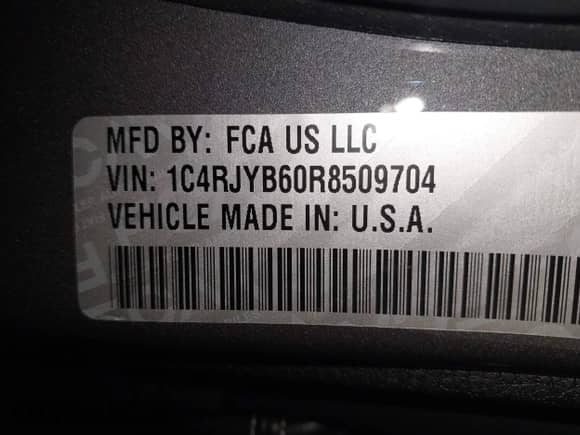 MFD BY: FCA US LLC
VIN: 1C4RJYB60R8509704
VEHICLE MADE IN: U.S.A.